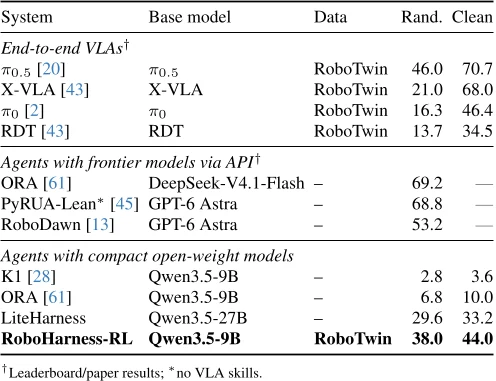 System Base model Data Rand. Clean
End-to-end VLAs†
π0.5 [20] π0.5 RoboTwin 46.0 70.7
X-VLA [43] X-VLA RoboTwin 21.0 68.0
π0 [2] π0 RoboTwin 16.3 46.4
RDT [43] RDT RoboTwin 13.7 34.5
Agents with frontier models via API†
ORA [61] DeepSeek-V4.1-Flash – 69.2 —
PyRUA-Lean* [45] GPT-6 Astra – 68.8 —
RoboDawn [13] GPT-6 Astra – 53.2 —
Agents with compact open-weight models
K1 [28] Qwen3.5-9B – 2.8 3.6
ORA [61] Qwen3.5-9B – 6.8 10.0
LiteHarness Qwen3.5-27B – 29.6 33.2
RoboHarness-RL Qwen3.5-9B RoboTwin 38.0 44.0
†Leaderboard/paper results; *no VLA skills.